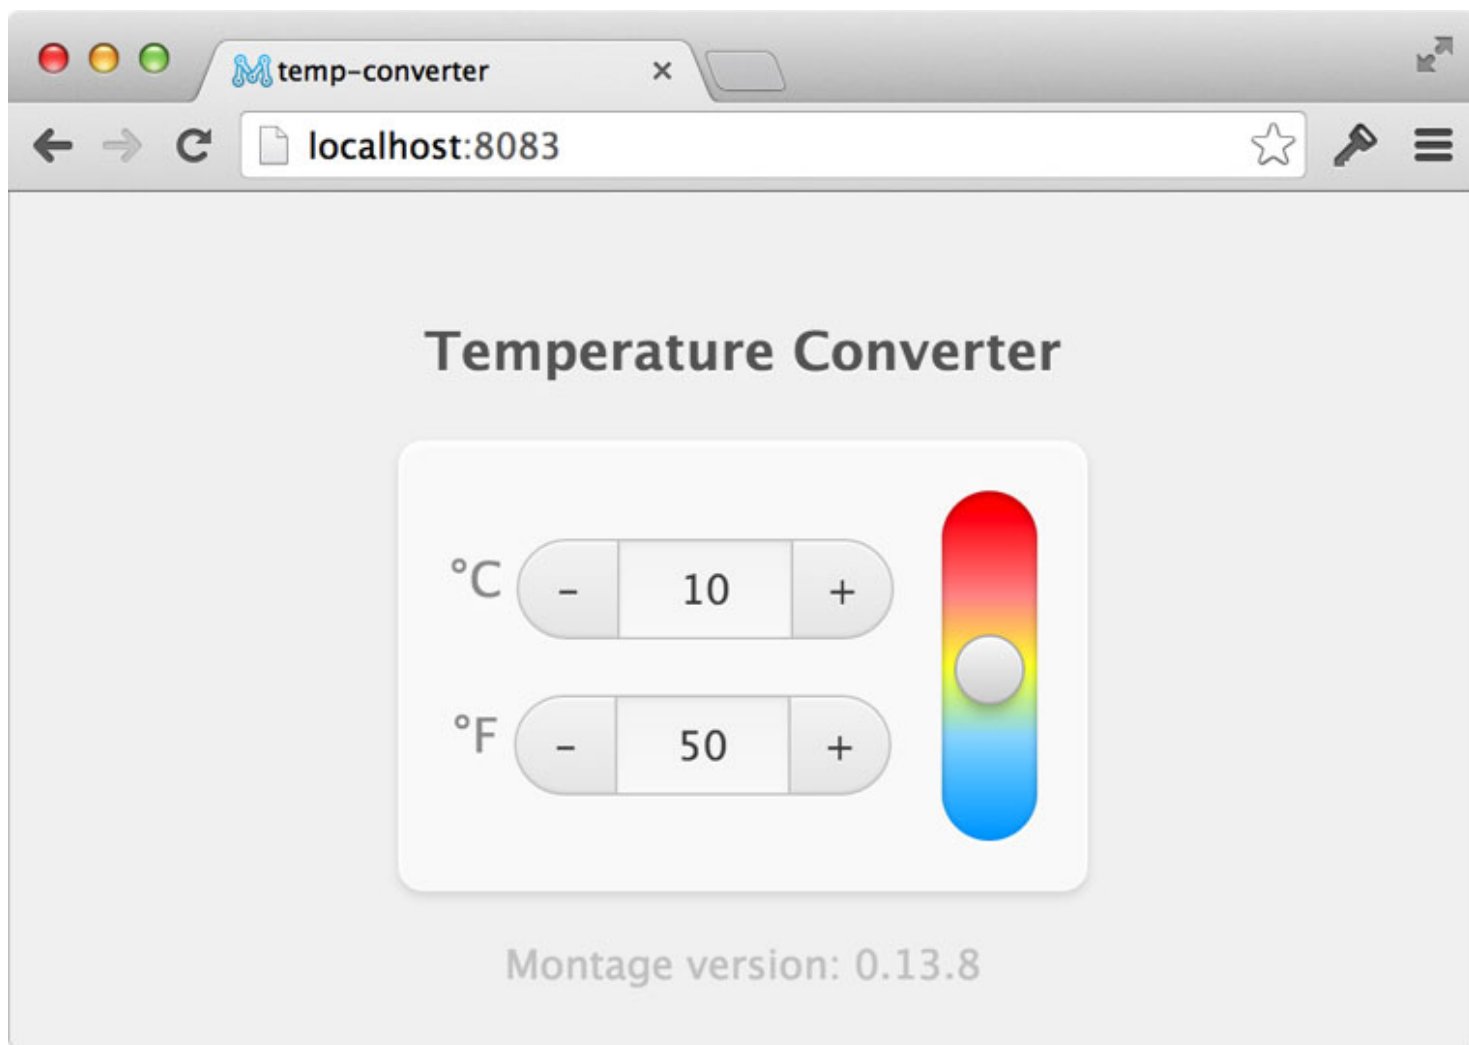 temp-converter
localhost:8083
Temperature Converter
°C - 10 +
°F - 50 +
Montage version: 0.13.8